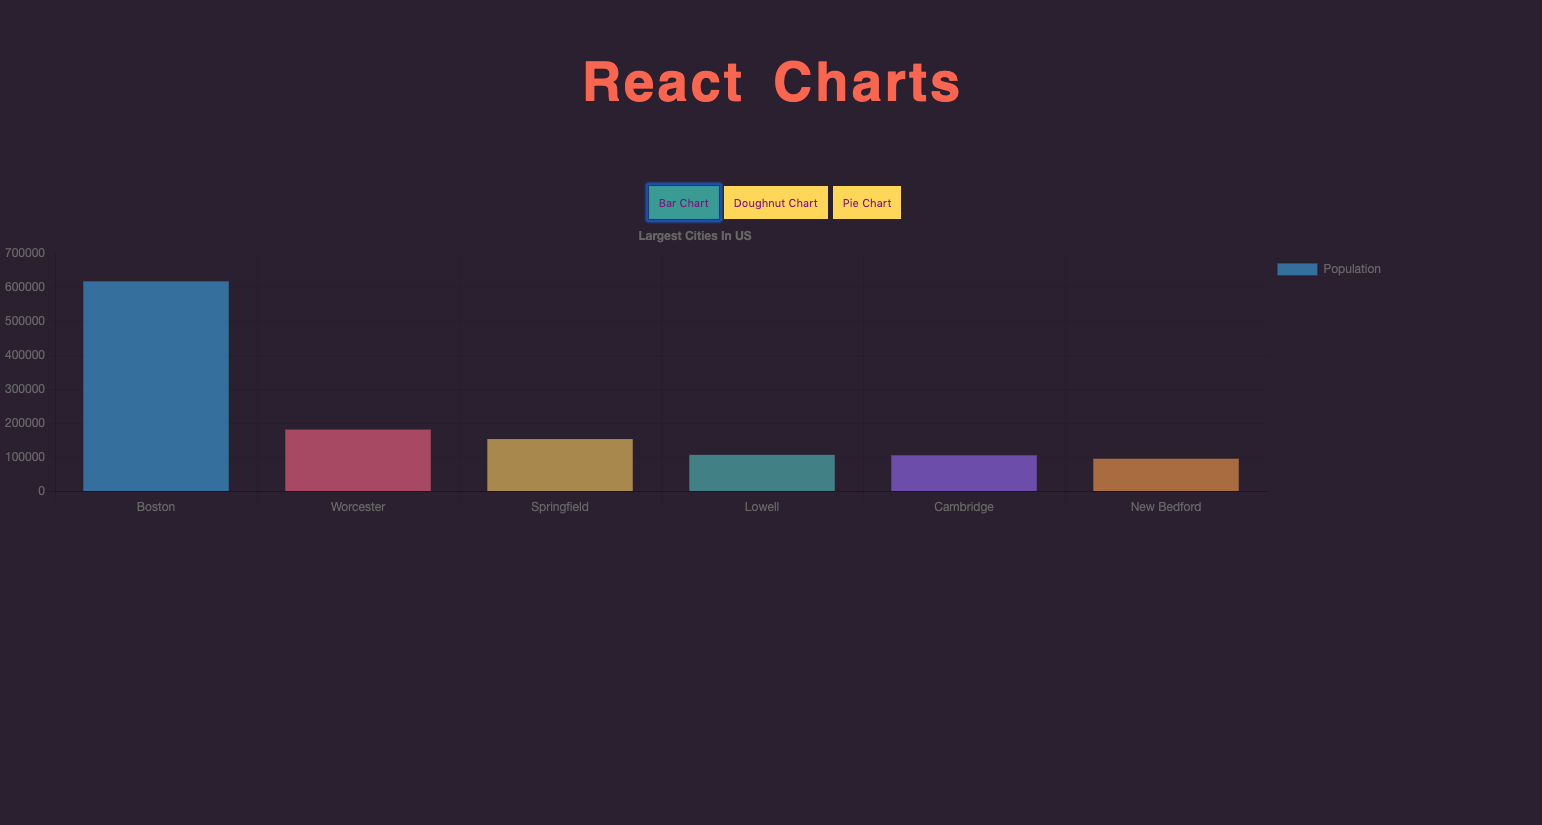 React Charts
Bar Chart Doughnut Chart Pie Chart
Largest Cities In US
700000
Population
600000
500000
400000
300000
200000
100000
0
Boston Worcester Springfield Lowell Cambridge New Bedford